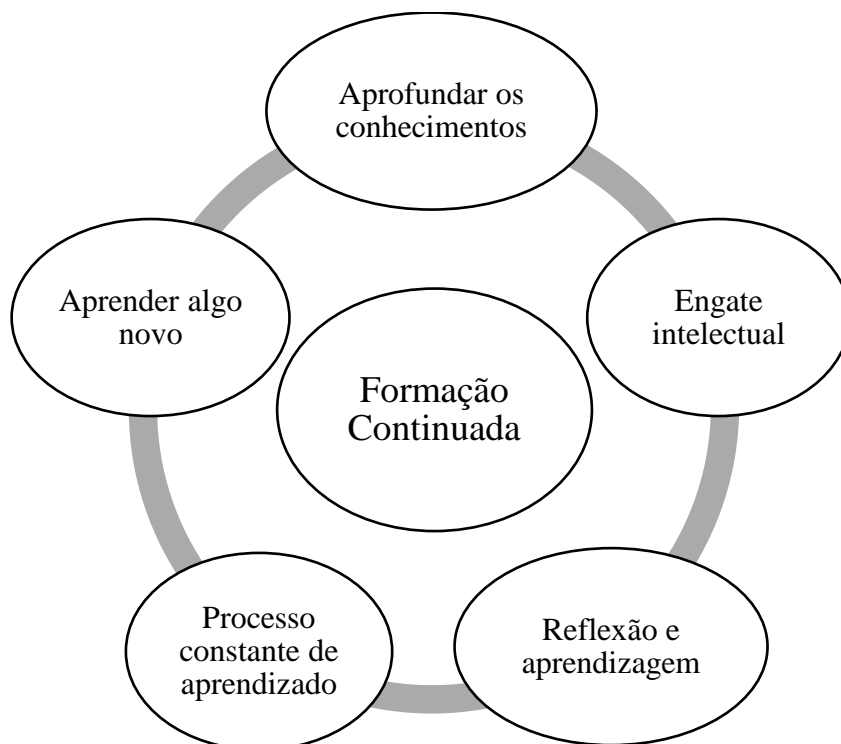 Aprofundar os
conhecimentos
Engate
intelectual
Reflexão e
aprendizagem
Processo
constante de
aprendizado
Aprender algo
novo
Formação
Continuada